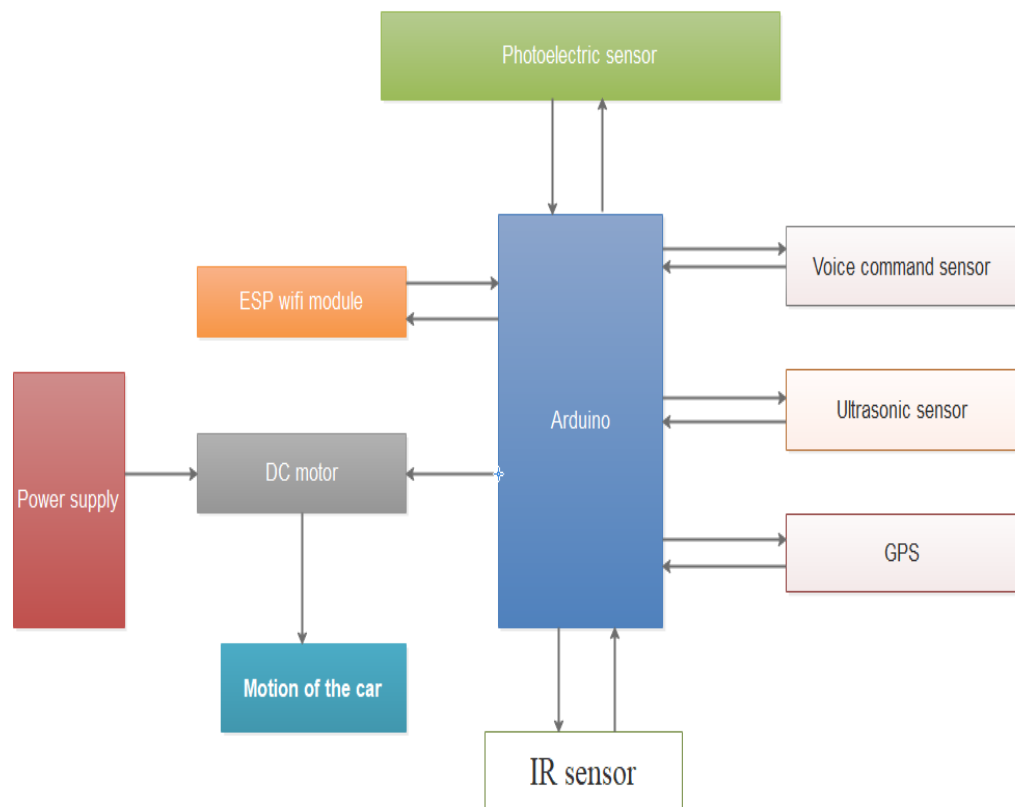 Photoelectric sensor
Voice command sensor
ESP wifi module
Ultrasonic sensor
Arduino
DC motor
Power supply
GPS
Motion of the car
IR sensor